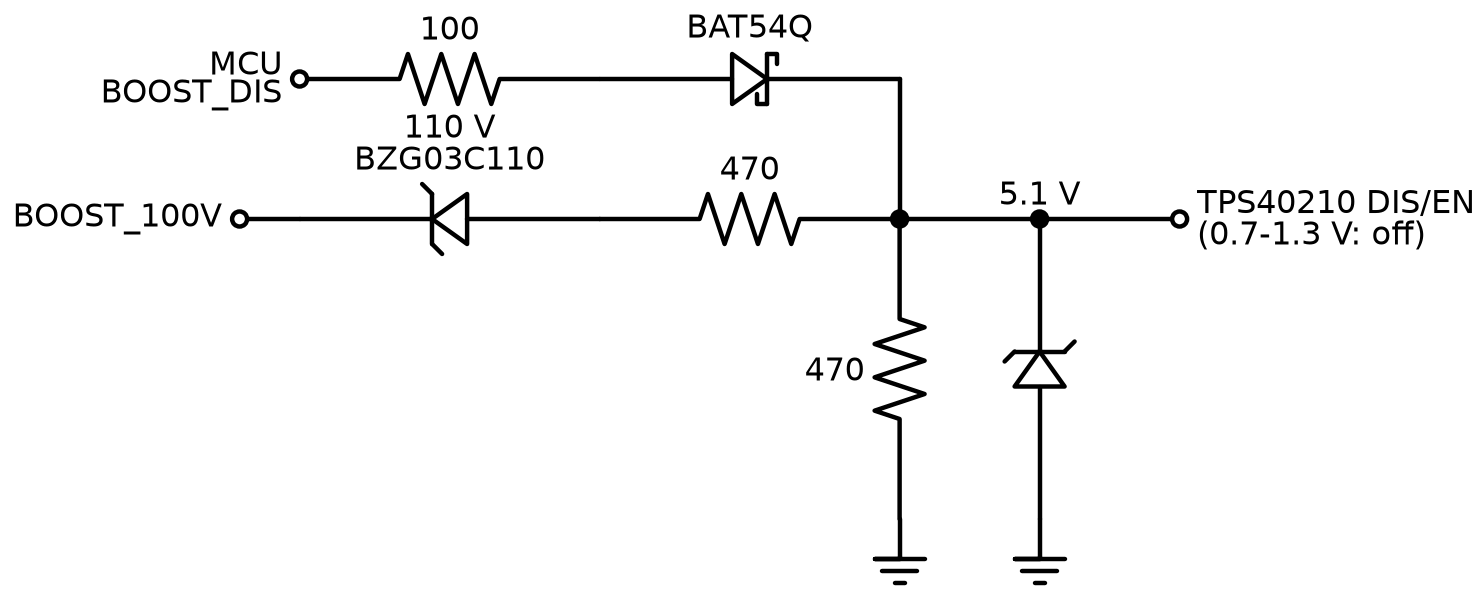 BAT54Q
100
MCU
BOOST_DIS
110 V
BZG03C110
470
BOOST_100V
5.1 V
TPS40210 DIS/EN
(0.7-1.3 V: off)
470